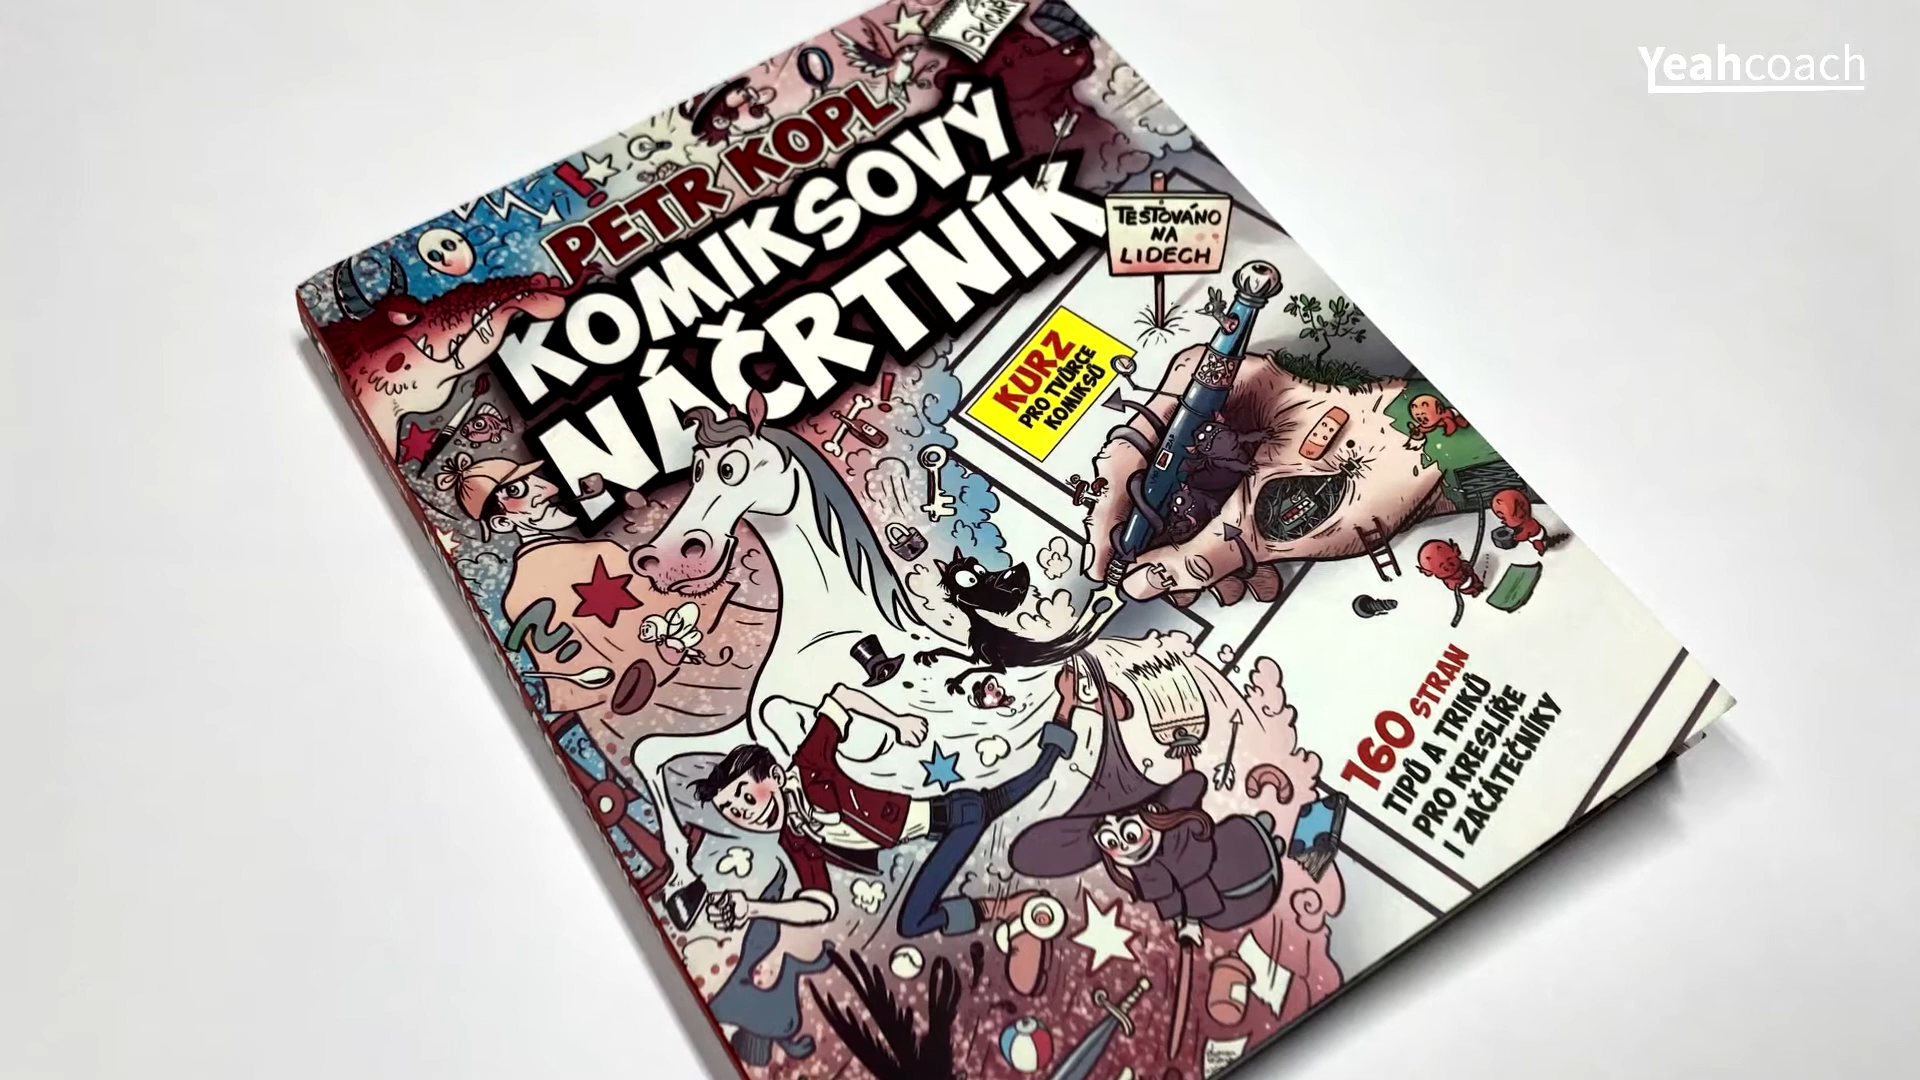 Yeahcoach
SKICÁŘ
PETR KOPL
KOMIKSOVÝ
NÁČRTNÍK
TESTOVÁNO
NA
LIDECH
KURZ
PRO TVŮRCE
KOMIKSŮ
160 STRAN
TIPŮ A TRIKŮ
PRO KRESLÍŘE
I ZAČÁTEČNÍKY